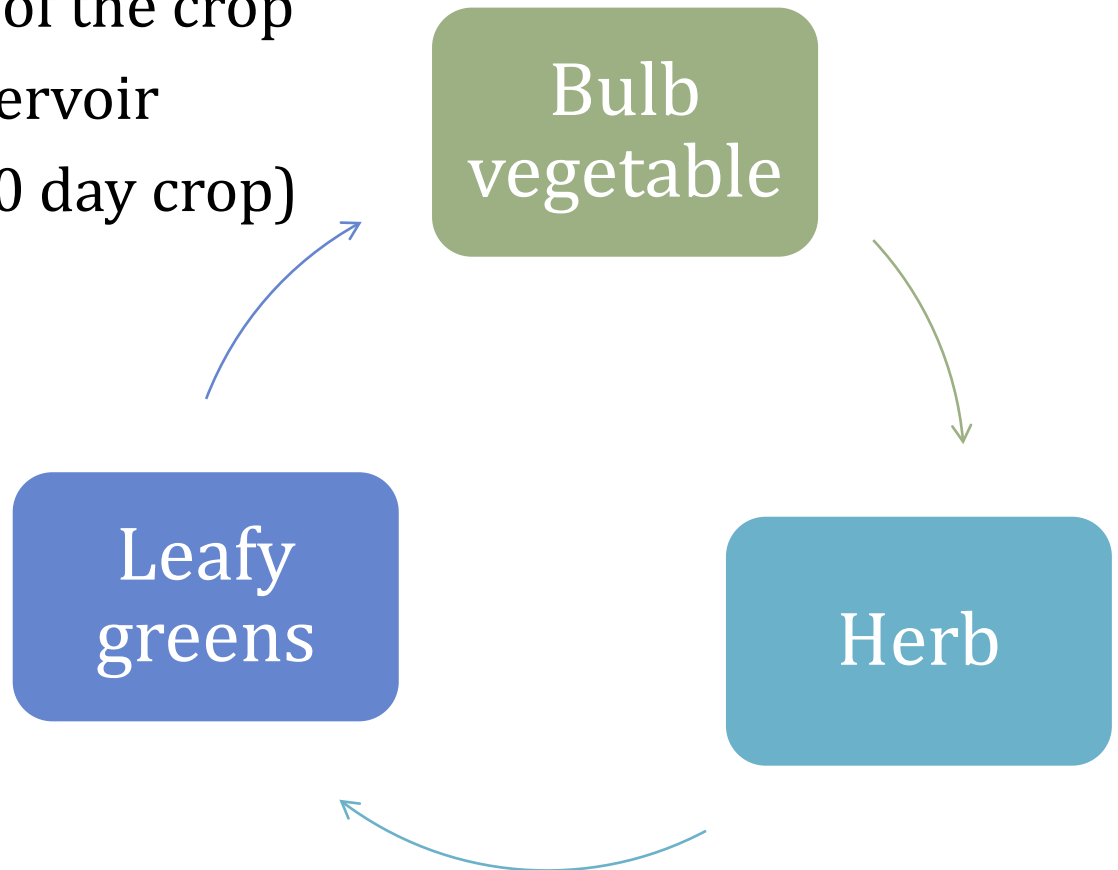 of the crop
ervoir
0 day crop)
Bulb
vegetable
Leafy
greens
Herb